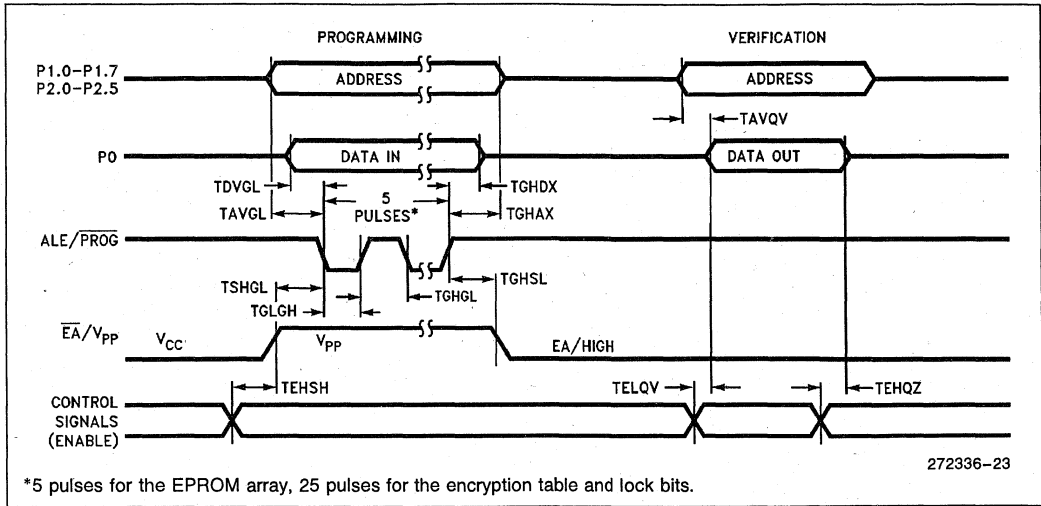 PROGRAMMING VERIFICATION
P1.0–P1.7
P2.0–P2.5
ADDRESS ADDRESS
TAVQV
P0 DATA IN DATA OUT
TDVGL TGHDX
5
PULSES*
TAVGL TGHAX
ALE/PROG
TSHGL TGHSL
TGHGL
TGLGH
EA/VPP VCC VPP EA/HIGH
TEHSH TELQV TEHQZ
CONTROL
SIGNALS
(ENABLE)
272336–23
*5 pulses for the EPROM array, 25 pulses for the encryption table and lock bits.